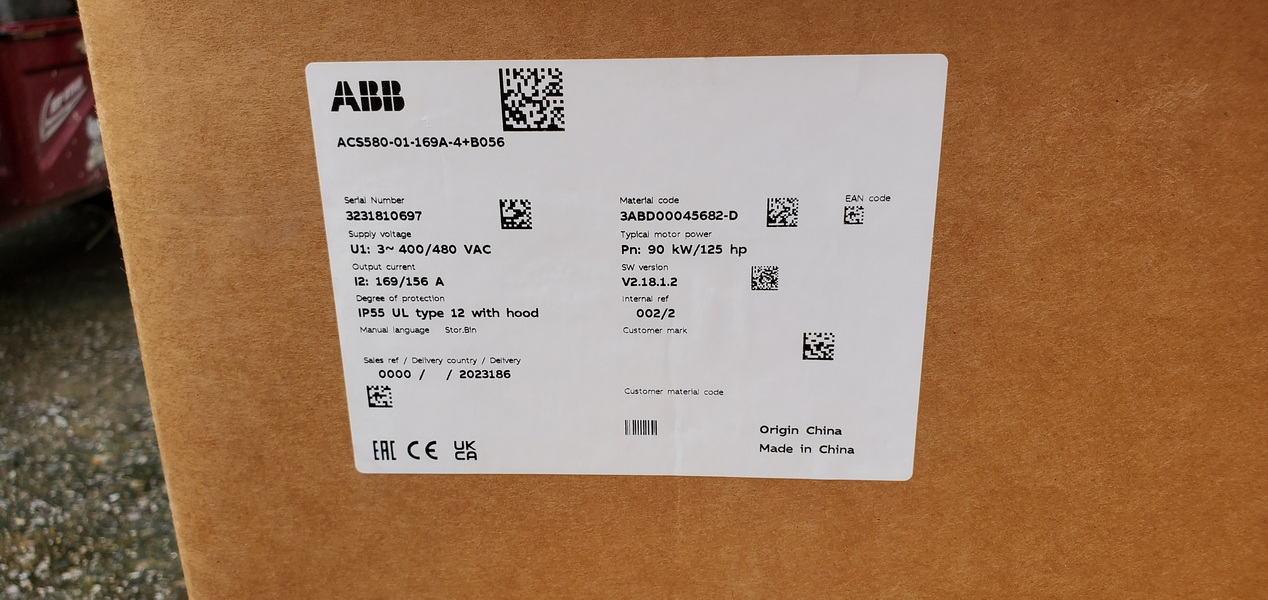 ABB
ACS580-01-169A-4+B056
Serial Number
3231810697
Supply voltage
U1: 3~ 400/480 VAC
Output current
I2: 169/156 A
Degree of protection
IP55 UL type 12 with hood
Manual language Stor.Bin
Sales ref / Delivery country / Delivery
0000 / / 2023186
EAC CE UKCA
Material code
3ABD00045682-D
EAN code
Typical motor power
Pn: 90 kW/125 hp
SW version
V2.18.1.2
Internal ref
002/2
Customer mark
Customer material code
Origin China
Made in China